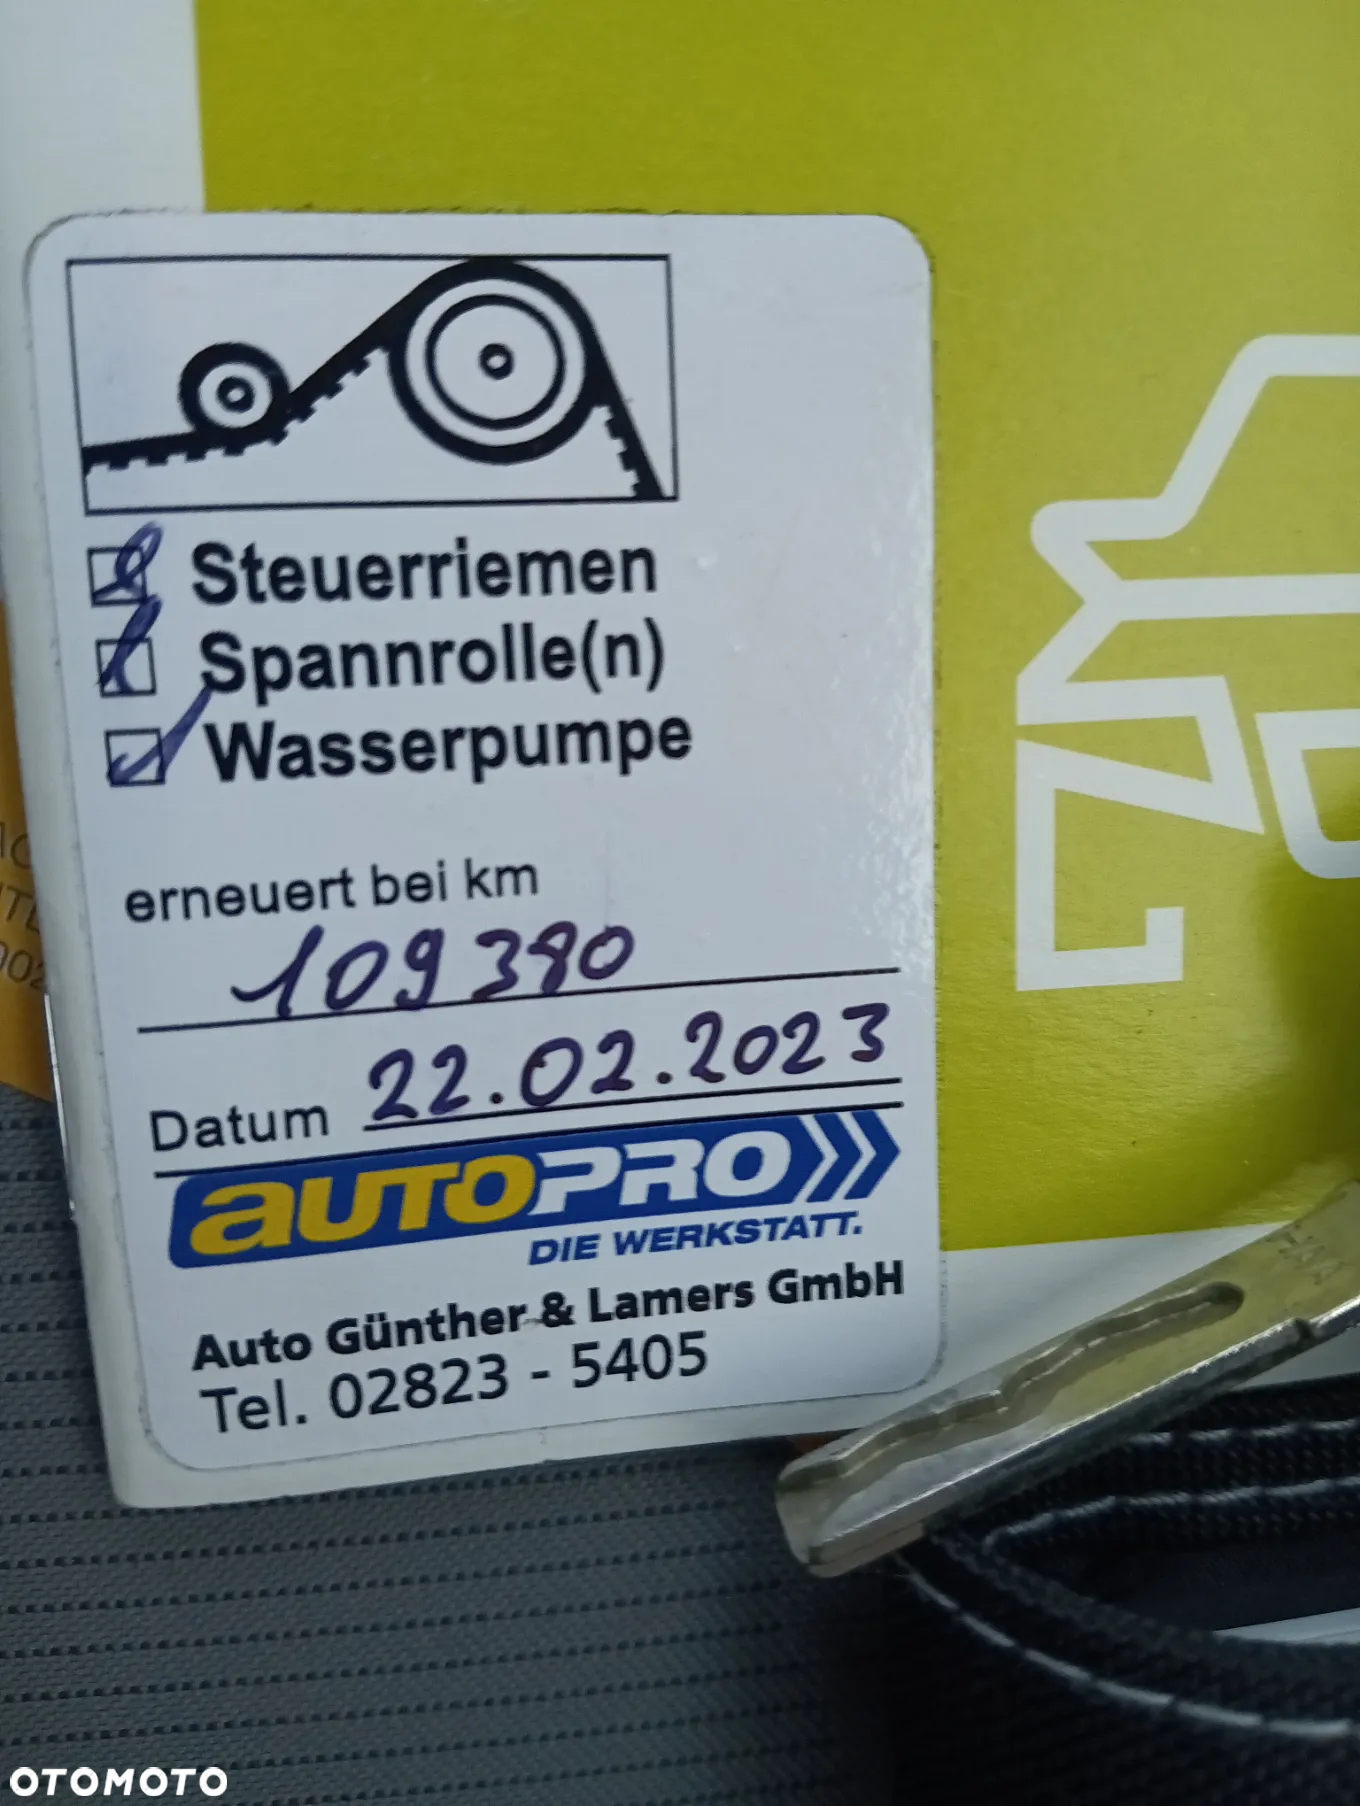 Steuerriemen
Spannrolle(n)
Wasserpumpe
erneuert bei km
109380
Datum 22.02.2023
AUTOPRO
DIE WERKSTATT.
Auto Günther & Lamers GmbH
Tel. 02823 - 5405
OTOMOTO